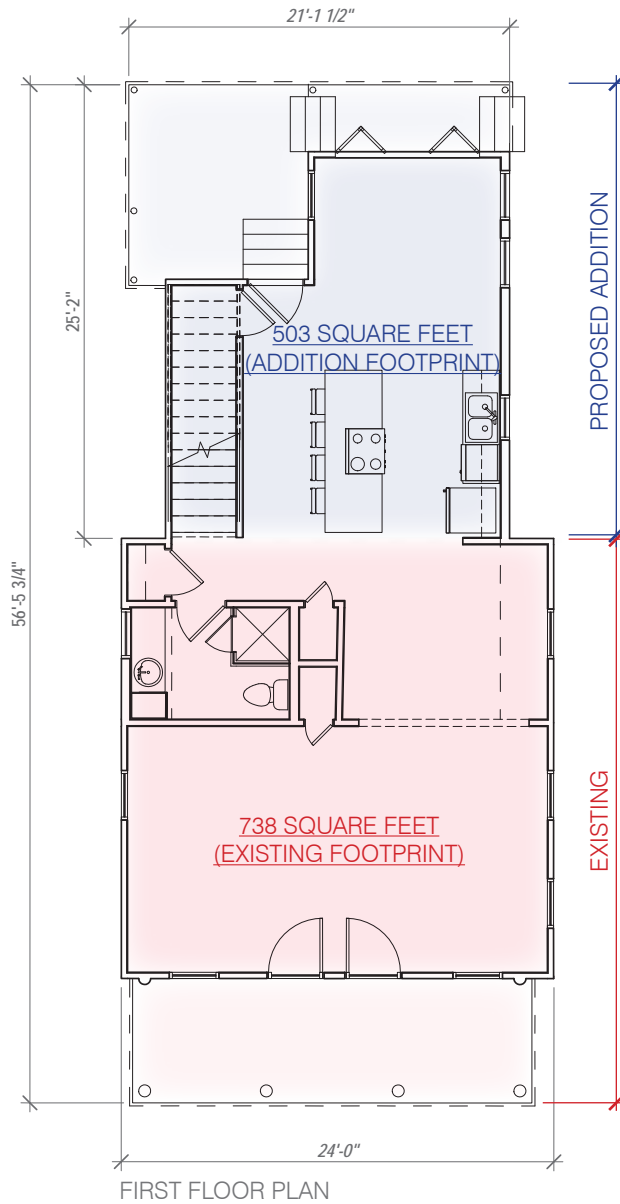 21'-1 1/2"
25'-2"
56'-5 3/4"
PROPOSED ADDITION
503 SQUARE FEET
(ADDITION FOOTPRINT)
EXISTING
738 SQUARE FEET
(EXISTING FOOTPRINT)
24'-0"
FIRST FLOOR PLAN